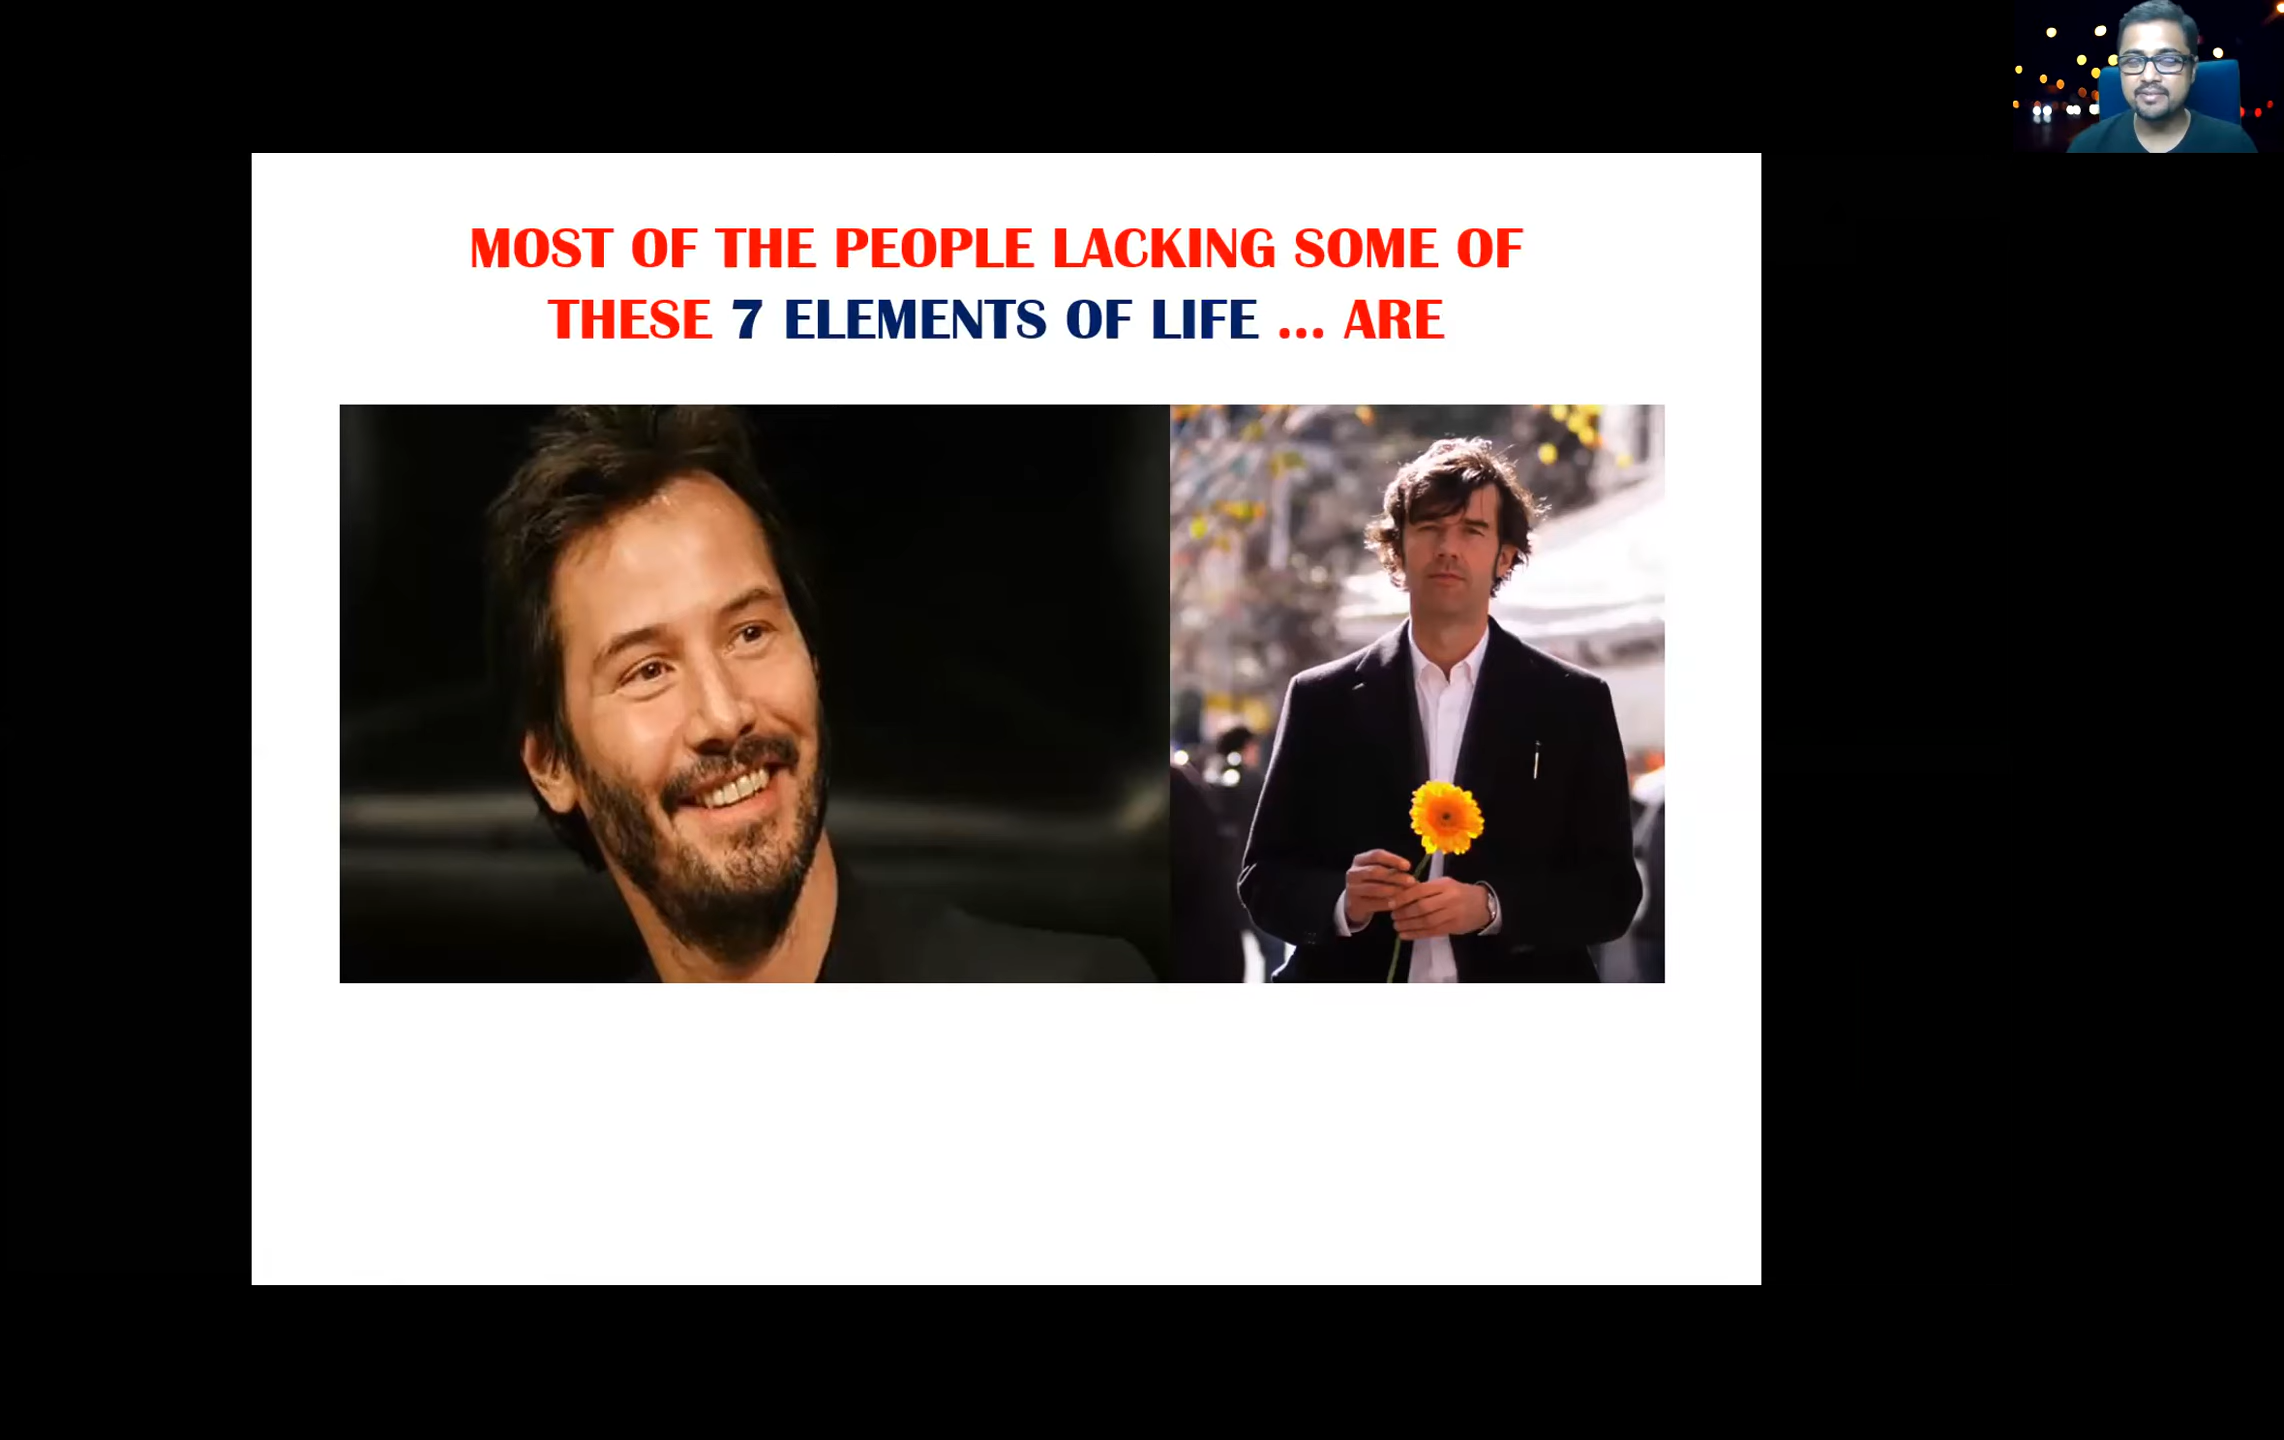 MOST OF THE PEOPLE LACKING SOME OF
THESE 7 ELEMENTS OF LIFE ... ARE